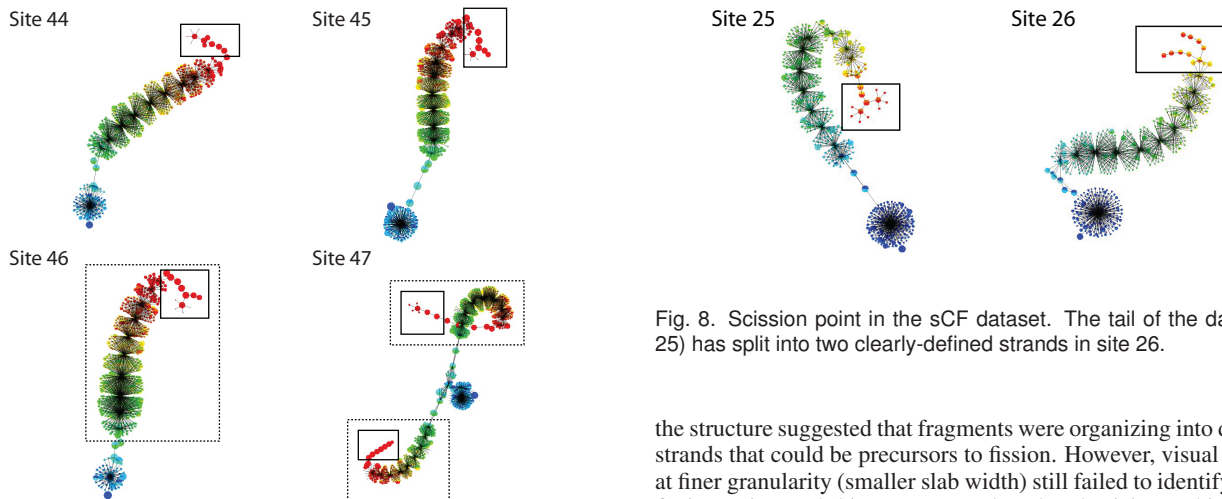 Site 44
Site 45
Site 46
Site 47
Site 25
Site 26
Fig. 8. Scission point in the sCF dataset. The tail of the da
25) has split into two clearly-defined strands in site 26.
the structure suggested that fragments were organizing into
strands that could be precursors to fission. However, visual
at finer granularity (smaller slab width) still failed to identify